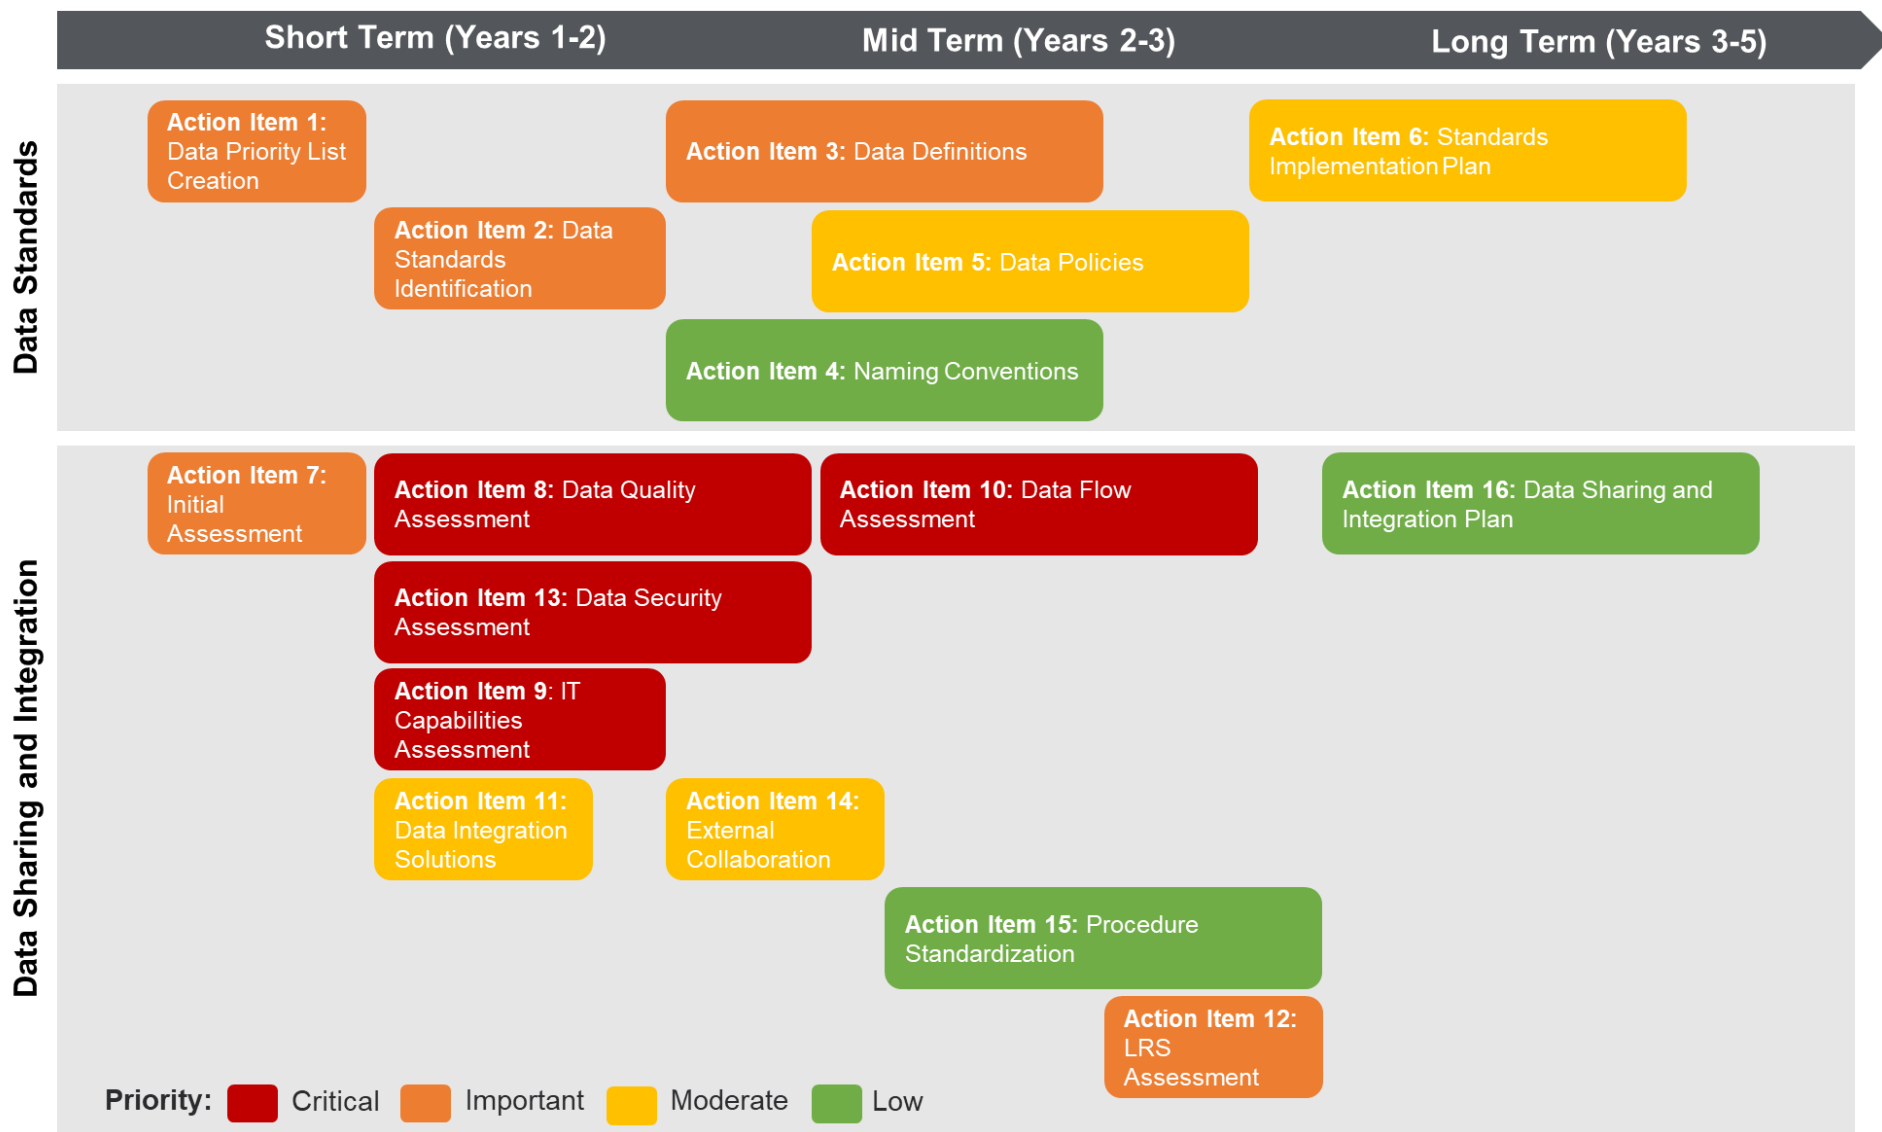 Short Term (Years 1-2)
Mid Term (Years 2-3)
Long Term (Years 3-5)
Data Standards
Action Item 1:
Data Priority List
Creation
Action Item 2: Data
Standards
Identification
Action Item 3: Data Definitions
Action Item 5: Data Policies
Action Item 4: Naming Conventions
Action Item 6: Standards
Implementation Plan
Data Sharing and Integration
Action Item 7:
Initial
Assessment
Action Item 8: Data Quality
Assessment
Action Item 10: Data Flow
Assessment
Action Item 16: Data Sharing and
Integration Plan
Action Item 13: Data Security
Assessment
Action Item 9: IT
Capabilities
Assessment
Action Item 11:
Data Integration
Solutions
Action Item 14:
External
Collaboration
Action Item 15: Procedure
Standardization
Action Item 12:
LRS
Assessment
Priority: Critical Important Moderate Low